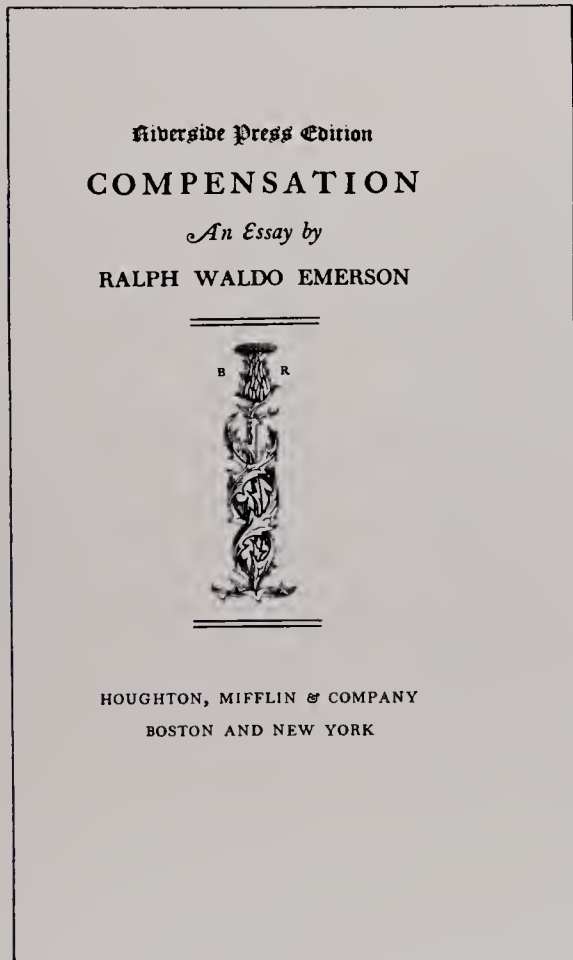 Riverside Press Edition
COMPENSATION
An Essay by
RALPH WALDO EMERSON
B R
HOUGHTON, MIFFLIN & COMPANY
BOSTON AND NEW YORK